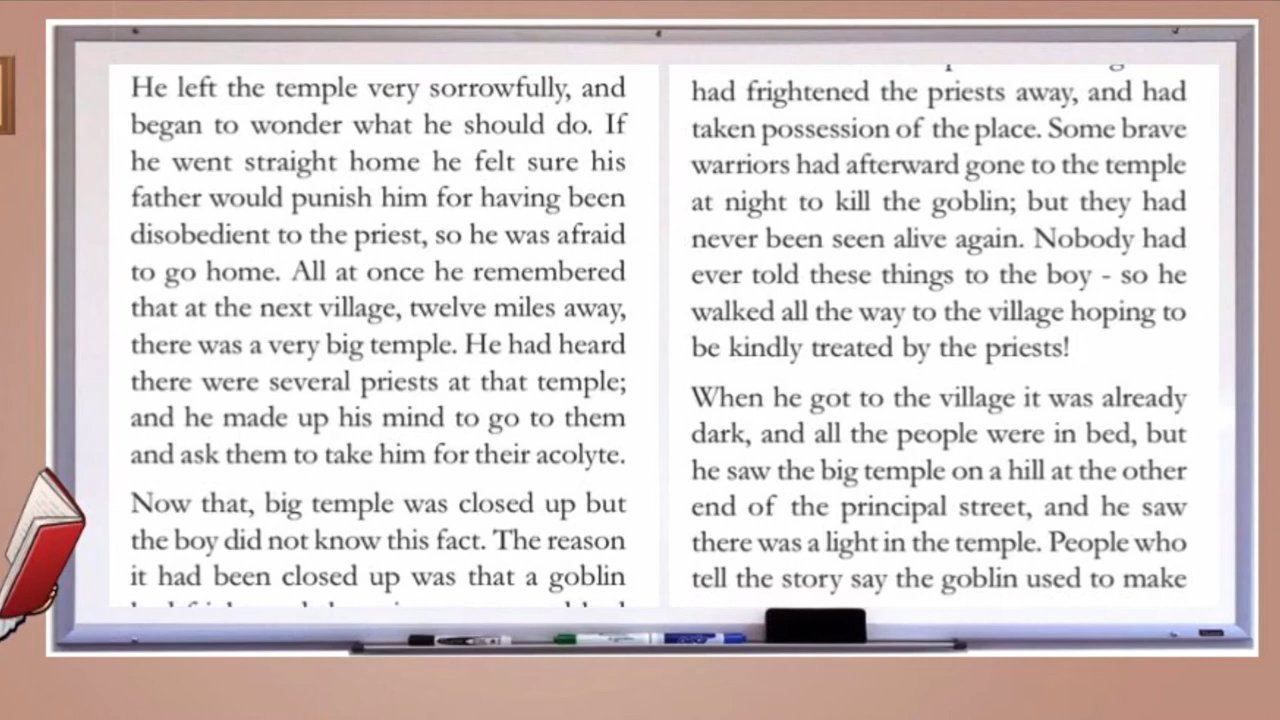 He left the temple very sorrowfully, and
began to wonder what he should do. If
he went straight home he felt sure his
father would punish him for having been
disobedient to the priest, so he was afraid
to go home. All at once he remembered
that at the next village, twelve miles away,
there was a very big temple. He had heard
there were several priests at that temple;
and he made up his mind to go to them
and ask them to take him for their acolyte.
Now that, big temple was closed up but
the boy did not know this fact. The reason
it had been closed up was that a goblin
had frightened the priests away, and had
taken possession of the place. Some brave
warriors had afterward gone to the temple
at night to kill the goblin; but they had
never been seen alive again. Nobody had
ever told these things to the boy - so he
walked all the way to the village hoping to
be kindly treated by the priests!
When he got to the village it was already
dark, and all the people were in bed, but
he saw the big temple on a hill at the other
end of the principal street, and he saw
there was a light in the temple. People who
tell the story say the goblin used to make